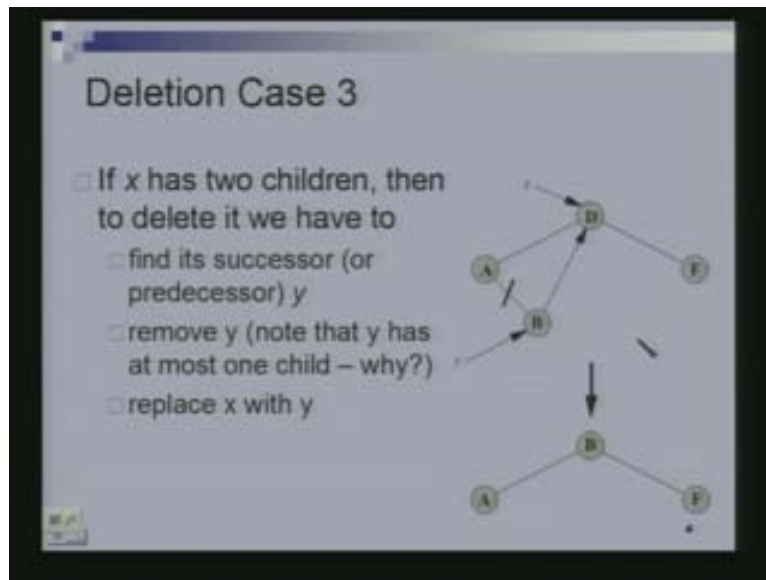 Deletion Case 3
If x has two children, then
to delete it we have to
find its successor (or
predecessor) y
remove y (note that y has
at most one child – why?)
replace x with y
D
A
F
B
B
A
F